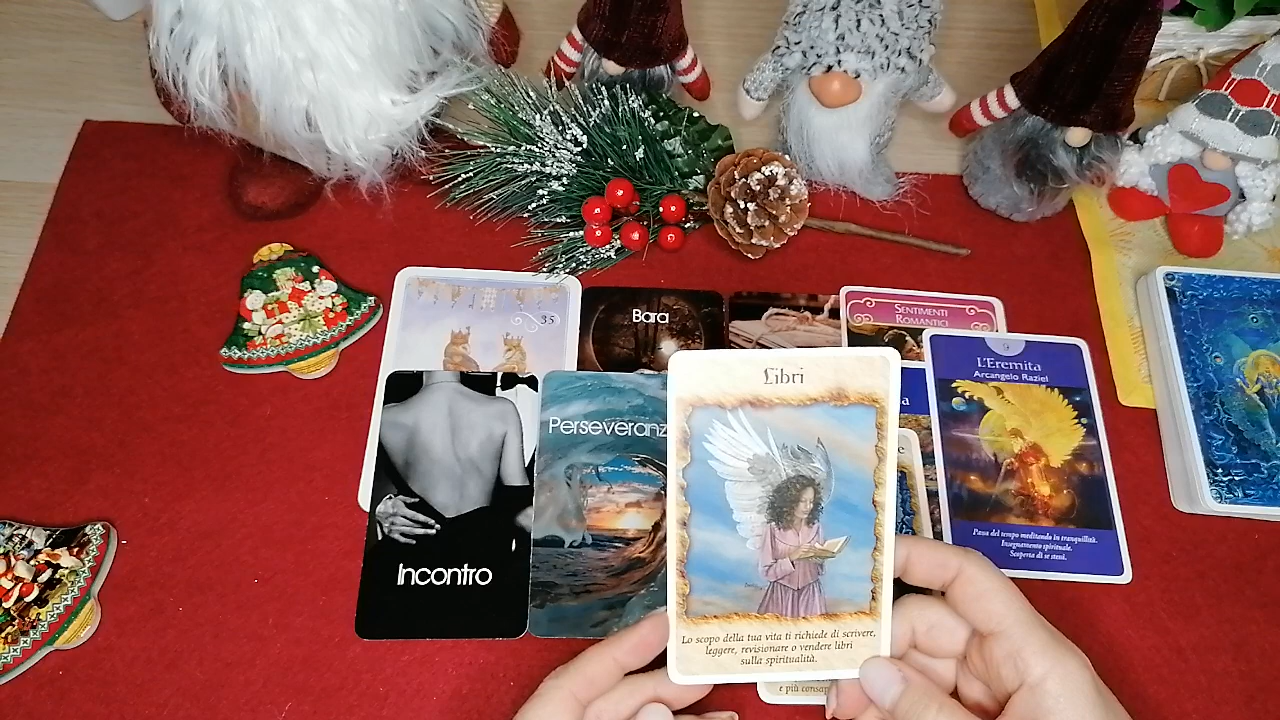 35
Bara
SENTIMENTI
ROMANTICI
9
L'Eremita
Arcangelo Raziel
Passa del tempo meditando in tranquillità.
Insegnamento spirituale.
Scoperta di se stessi.
Perseveranz
Incontro
Libri
Lo scopo della tua vita ti richiede di scrivere,
leggere, revisionare o vendere libri
sulla spiritualità.
e più consap